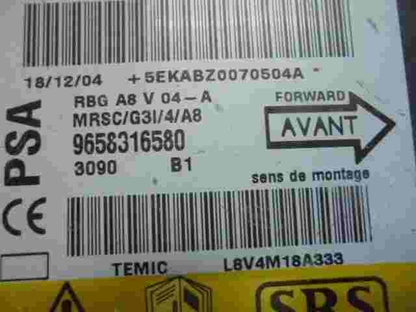 18/12/04 +5EKABZ0070504A
RBG A8 V 04-A
MRSC/G3I/4/A8
9658316580
3090 B1
PSA
CE
FORWARD
AVANT
sens de montage
TEMIC L8V4M18A333
SRS